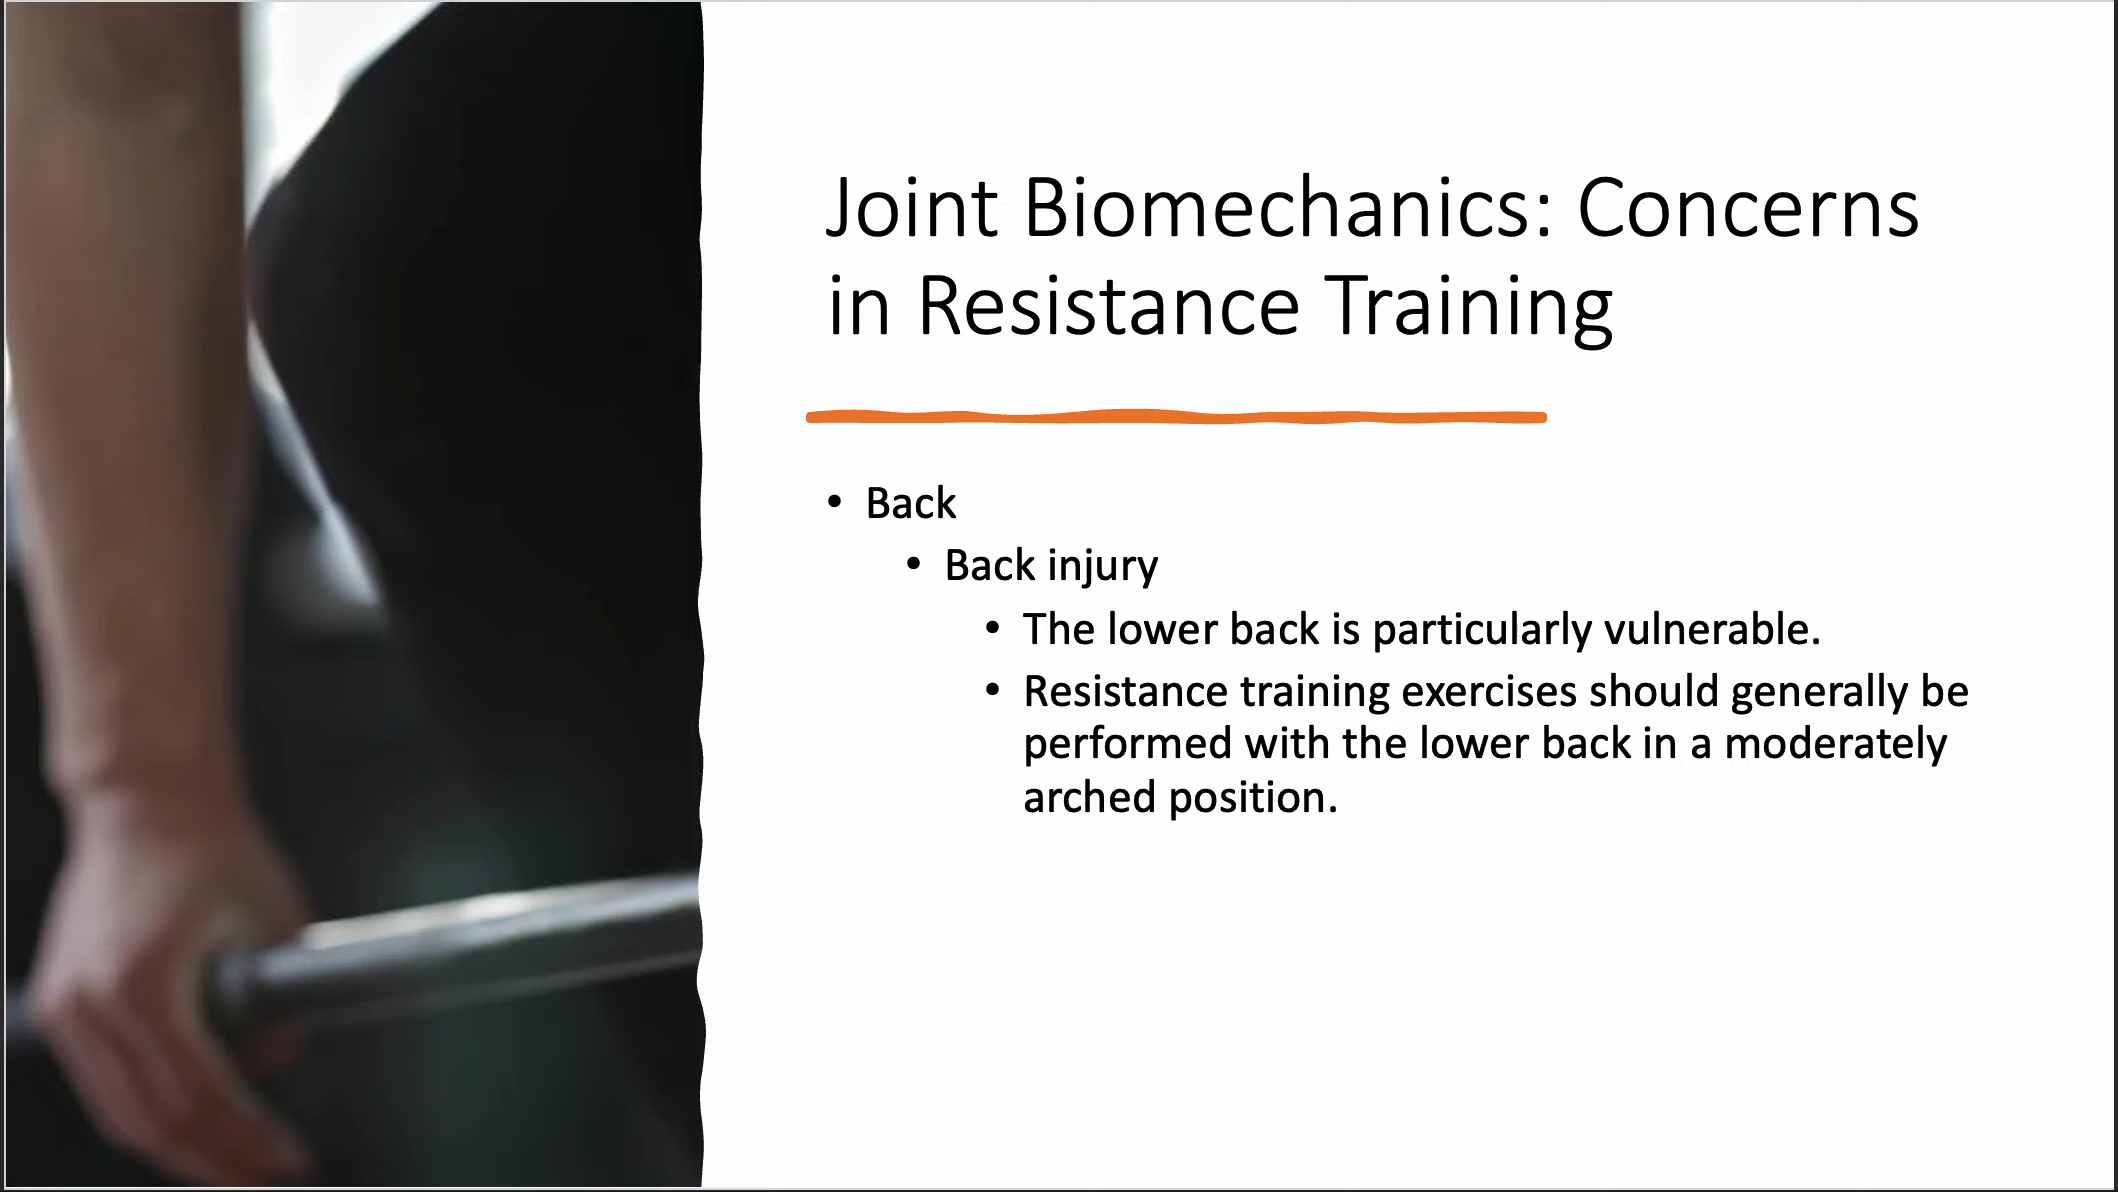 Joint Biomechanics: Concerns
in Resistance Training
• Back
• Back injury
• The lower back is particularly vulnerable.
• Resistance training exercises should generally be
performed with the lower back in a moderately
arched position.